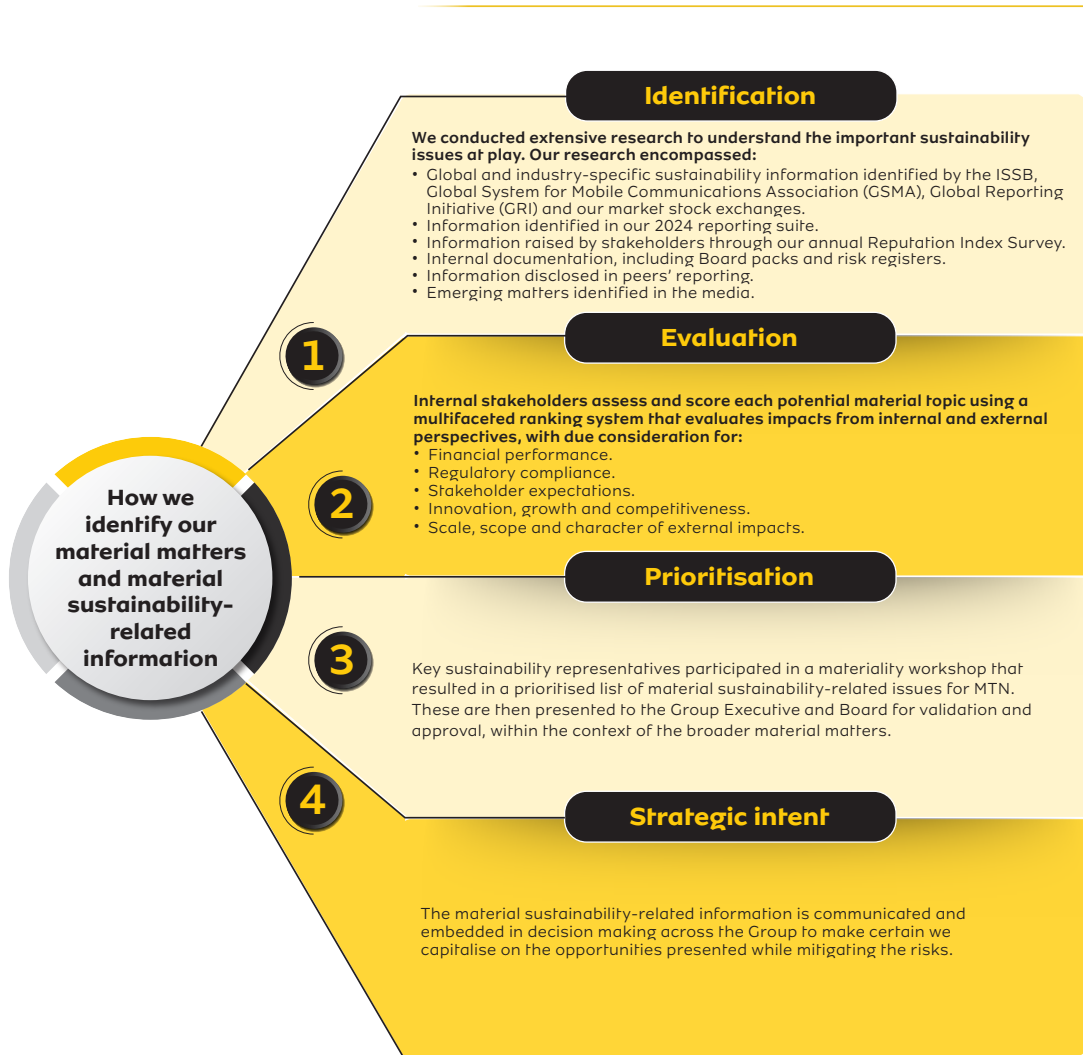 Identification
We conducted extensive research to understand the important sustainability
issues at play. Our research encompassed:
• Global and industry-specific sustainability information identified by the ISSB,
Global System for Mobile Communications Association (GSMA), Global Reporting
Initiative (GRI) and our market stock exchanges.
• Information identified in our 2024 reporting suite.
• Information raised by stakeholders through our annual Reputation Index Survey.
• Internal documentation, including Board packs and risk registers.
• Information disclosed in peers' reporting.
• Emerging matters identified in the media.
1
Evaluation
Internal stakeholders assess and score each potential material topic using a
multifaceted ranking system that evaluates impacts from internal and external
perspectives, with due consideration for:
• Financial performance.
• Regulatory compliance.
• Stakeholder expectations.
• Innovation, growth and competitiveness.
• Scale, scope and character of external impacts.
2
How we
identify our
material matters
and material
sustainability-
related
information
Prioritisation
3
Key sustainability representatives participated in a materiality workshop that
resulted in a prioritised list of material sustainability-related issues for MTN.
These are then presented to the Group Executive and Board for validation and
approval, within the context of the broader material matters.
4
Strategic intent
The material sustainability-related information is communicated and
embedded in decision making across the Group to make certain we
capitalise on the opportunities presented while mitigating the risks.